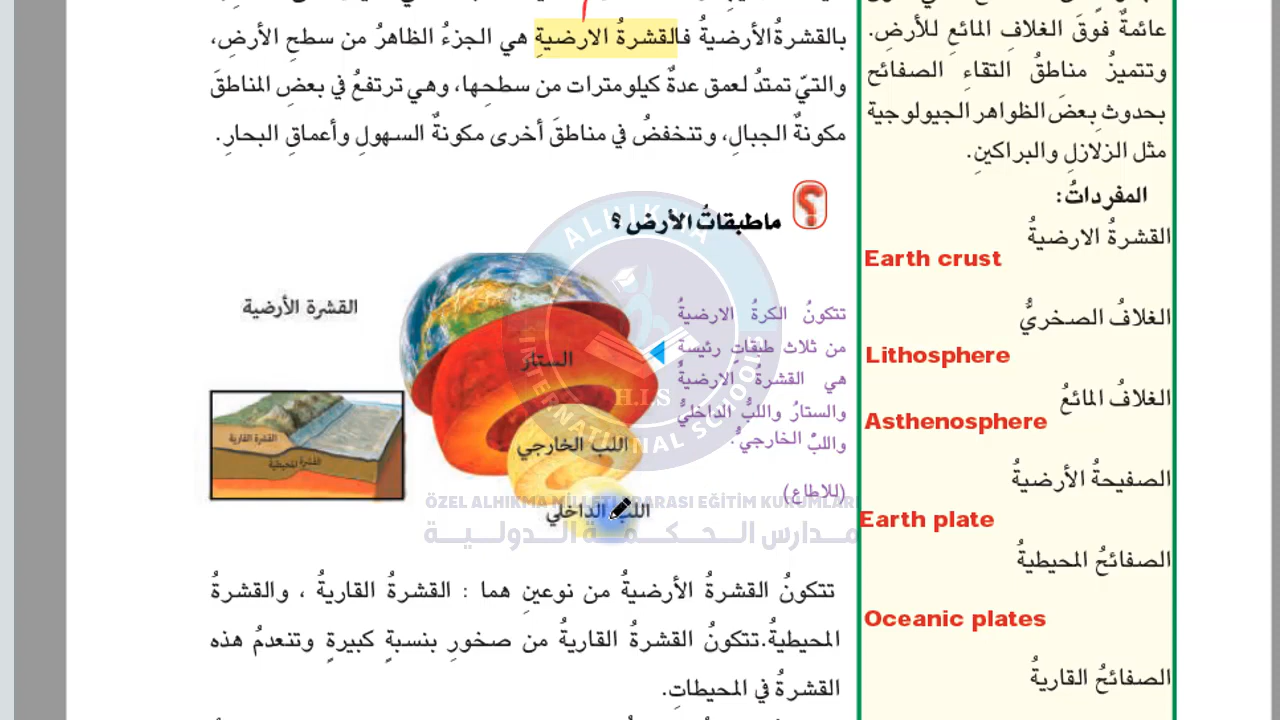 بالقشرةُ الأرضيةُ فالقشرةُ الارضيةِ هي الجزءُ الظاهرُ من سطحِ الأرضِ،
والتيّ تمتدُ لعمق عدةٌ كيلومترات من سطحِها، وهي ترتفعُ في بعضِ المناطقَ
مكونةٌ الجبالِ، وتنخفضُ في مناطقَ أخرى مكونةٌ السهولِ وأعماقِ البحارِ.
ماطبقاتُ الأرض؟
القشرة الأرضية
الستار
اللب الخارجي
اللب الداخلي
القشرة القارية
القشرة المحيطية
تتكونُ الكرةُ الارضيةُ
من ثلاث طبقاتٍ رئيسة
هي القشرةُ الارضيةُ
والستارُ واللبُّ الداخليُّ
واللبُّ الخارجيُّ.
(للاطلاع)
تتكونُ القشرةُ الأرضيةُ من نوعينِ هما : القشرةُ القاريةُ ، والقشرةُ
المحيطيةُ.تتكونُ القشرةُ القاريةُ من صخورِ بنسبةٍ كبيرةٍ وتنعدمُ هذه
القشرةُ في المحيطاتِ.
عائمةٌ فوقَ الغلافِ المائعِ للأرضِ.
وتتميزُ مناطقُ التقاءِ الصفائح
بحدوثِ بعضَ الظواهر الجيولوجية
مثل الزلازلِ والبراكينِ.
المفرداتُ:
القشرةُ الارضيةُ
Earth crust
الغلافُ الصخريُّ
Lithosphere
الغلافُ المائعُ
Asthenosphere
الصفيحةُ الأرضيةُ
Earth plate
الصفائحُ المحيطيةُ
Oceanic plates
الصفائحُ القاريةُ
ALHIKMA
INTERNATIONAL SCHOOL
H.I.S
ÖZEL ALHIKMA MİLLETLERARASI EĞİTİM KURUMLARI
مدارس الحكمة الدولية